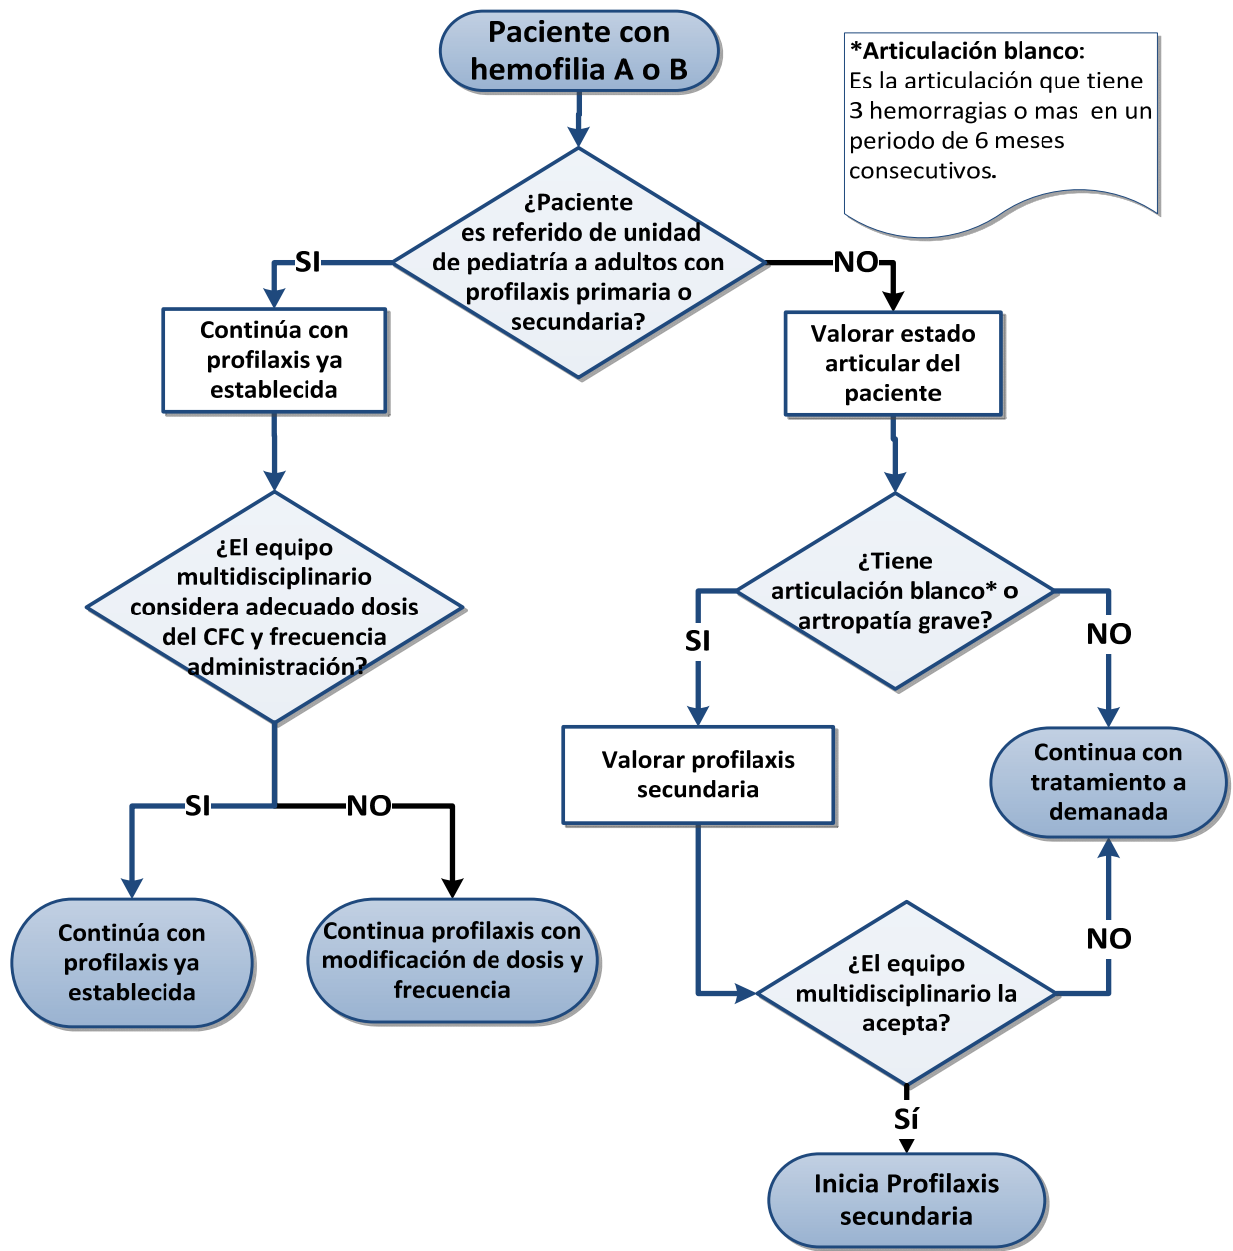 Paciente con
hemofilia A o B
*Articulación blanco:
Es la articulación que tiene
3 hemorragias o mas en un
periodo de 6 meses
consecutivos.
¿Paciente
es referido de unidad
de pediatría a adultos con
profilaxis primaria o
secundaria?
SI
NO
Continúa con
profilaxis ya
establecida
Valorar estado
articular del
paciente
¿El equipo
multidisciplinario
considera adecuado dosis
del CFC y frecuencia
administración?
¿Tiene
articulación blanco* o
artropatía grave?
SI
NO
Valorar profilaxis
secundaria
Continua con
tratamiento a
demanada
SI
NO
Continúa con
profilaxis ya
establecida
Continua profilaxis con
modificación de dosis y
frecuencia
¿El equipo
multidisciplinario la
acepta?
NO
Sí
Inicia Profilaxis
secundaria